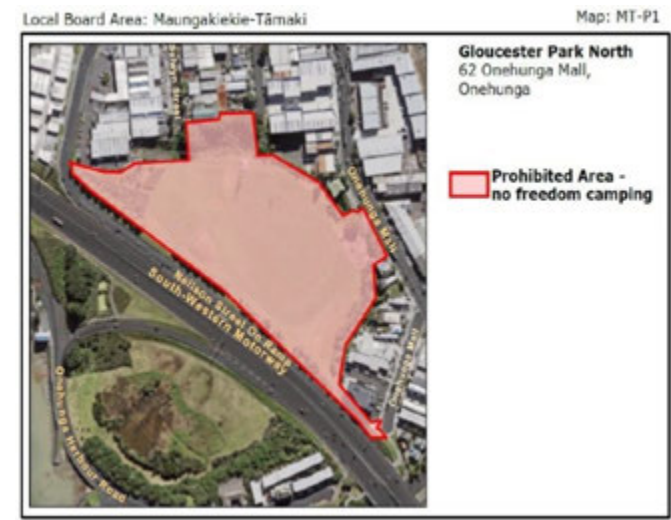 Local Board Area: Maungakiekie-Tāmaki
Map: MT-P1
Gloucester Park North
62 Onehunga Mall,
Onehunga
Prohibited Area -
no freedom camping
Onehunga Mall
Neilson Street On-Ramp
South-Western Motorway
Onehunga Mall
Onehunga Harbour Road